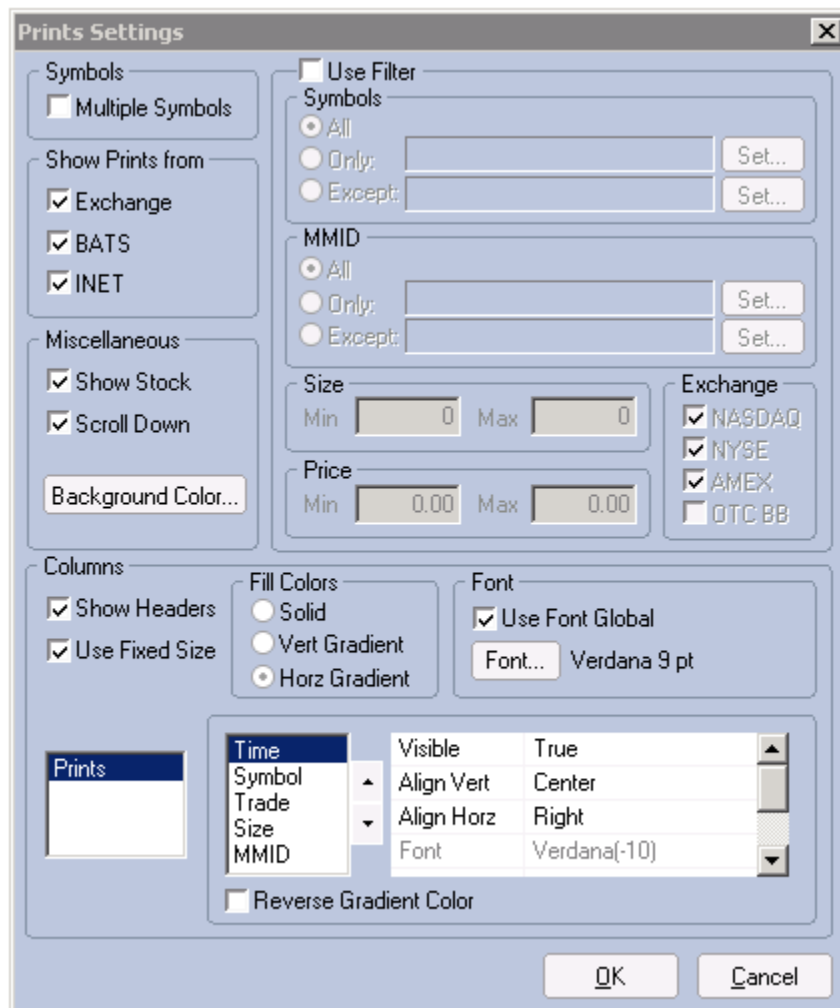 Prints Settings
Symbols
Multiple Symbols
Show Prints from
Exchange
BATS
INET
Miscellaneous
Show Stock
Scroll Down
Background Color...
Use Filter
Symbols
All
Only:
Set...
Except:
Set...
MMID
All
Only:
Set...
Except:
Set...
Size
Min 0 Max 0
Price
Min 0.00 Max 0.00
Exchange
NASDAQ
NYSE
AMEX
OTC BB
Columns
Show Headers
Use Fixed Size
Fill Colors
Solid
Vert Gradient
Horz Gradient
Font
Use Font Global
Font... Verdana 9 pt
Prints
Time
Symbol
Trade
Size
MMID
Visible True
Align Vert Center
Align Horz Right
Font Verdana(-10)
Reverse Gradient Color
OK Cancel